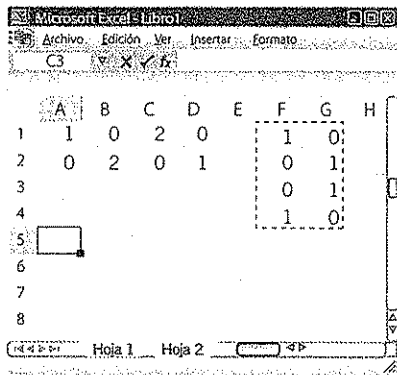 Microsoft Excel - Libro1
Archivo Edición Ver Insertar Formato
C3 fx
A B C D E F G H
1 1 0 2 0 1 0
2 0 2 0 1 0 1
3 0 1
4 1 0
5
6
7
8
Hoja 1 Hoja 2